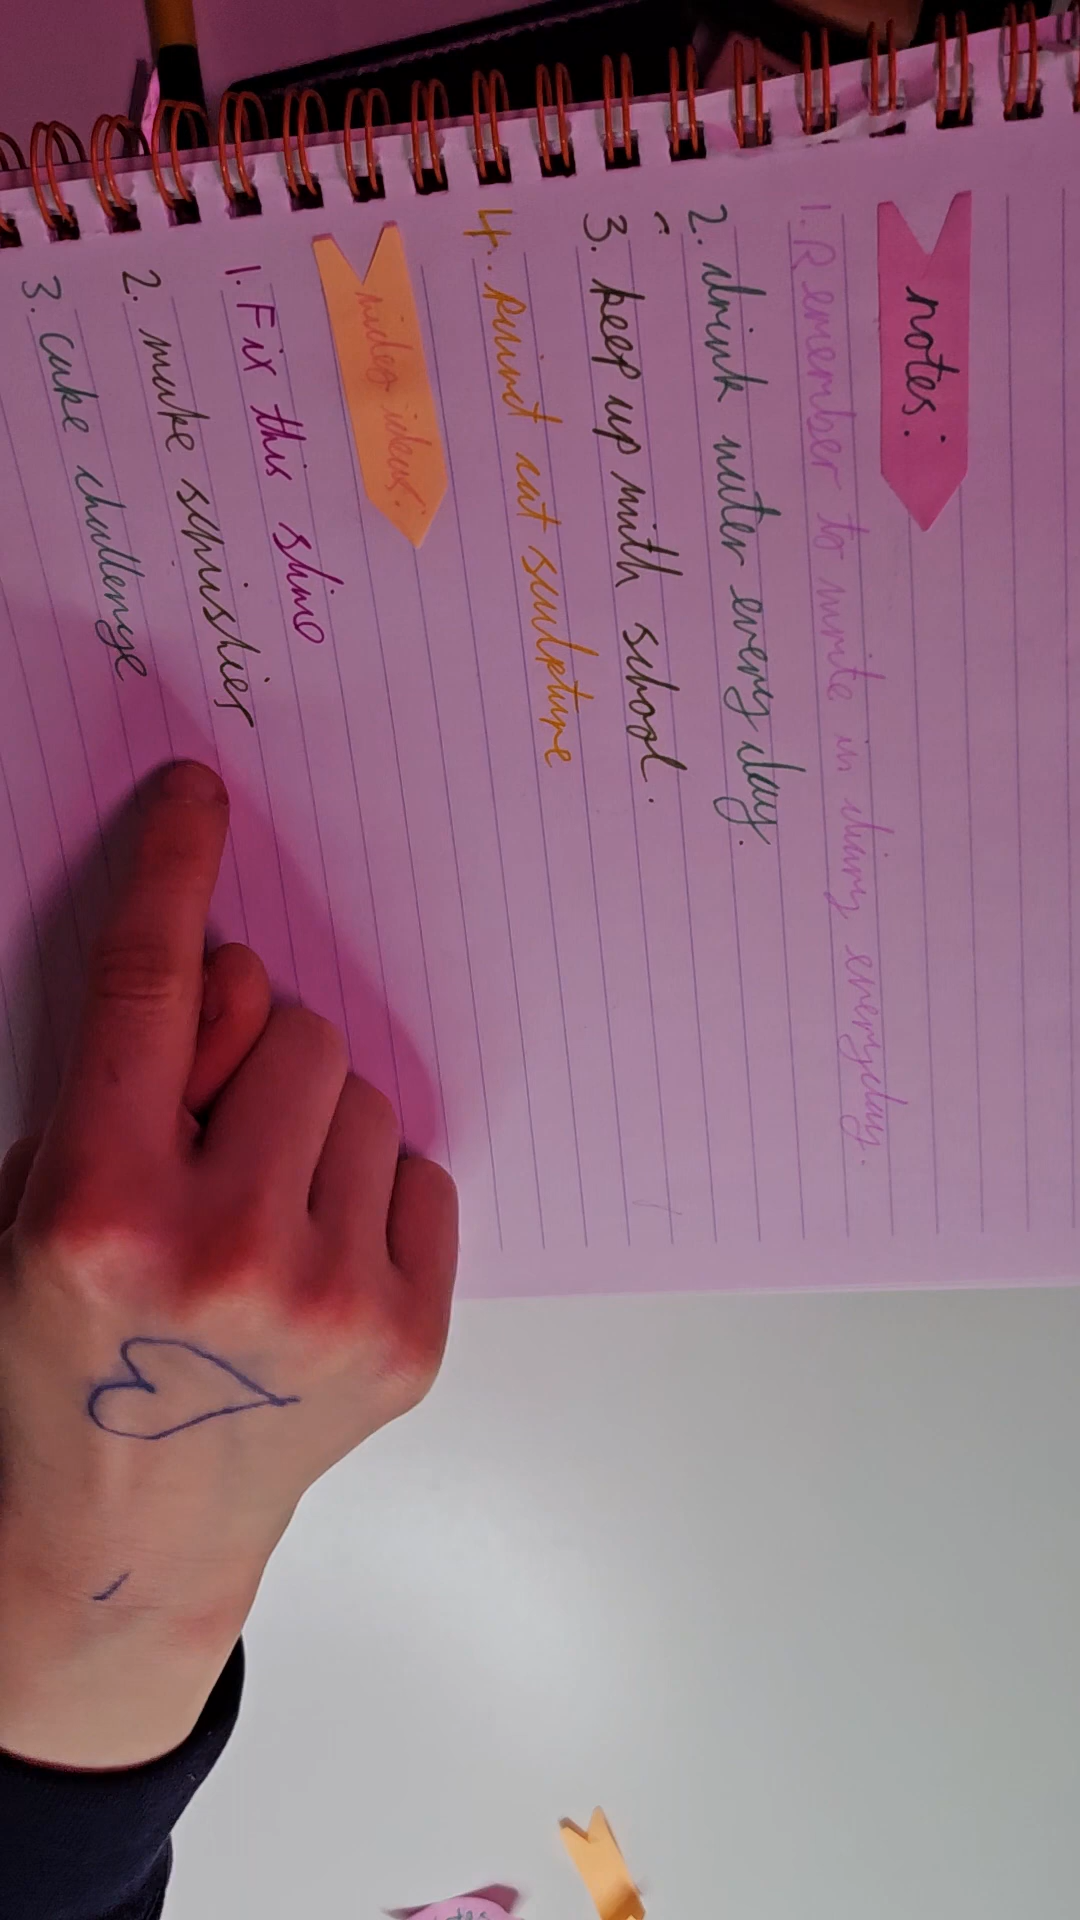 notes:
1. Remember to write in diary everyday.
2. drink water every day.
3. keep up with school.
4. paint cat sculpture
video ideas:
1. Fix this slime
2. make squishies
3. cake challenge